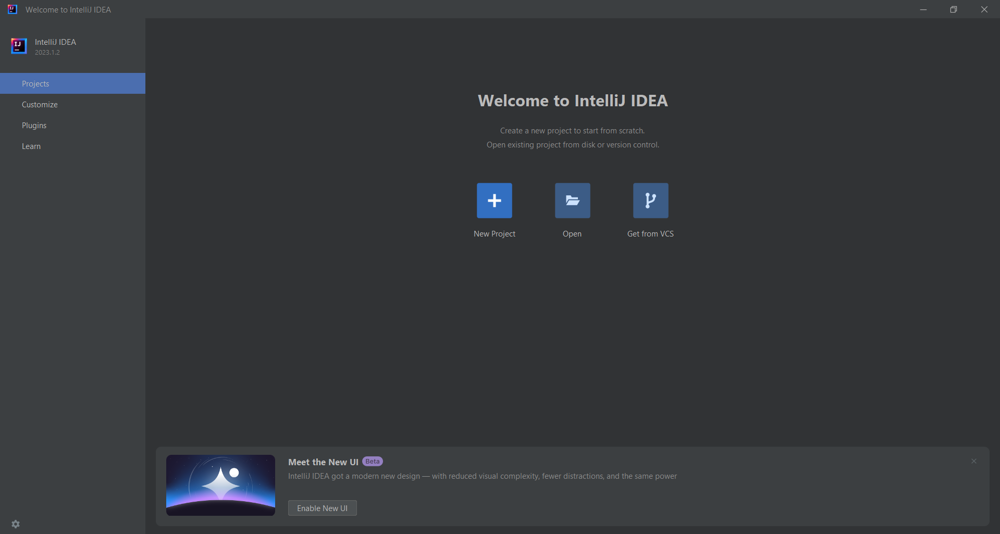 Welcome to IntelliJ IDEA
IJ
IntelliJ IDEA
2023.1.2
Projects
Customize
Plugins
Learn
Welcome to IntelliJ IDEA
Create a new project to start from scratch.
Open existing project from disk or version control.
New Project
Open
Get from VCS
Meet the New UI Beta
IntelliJ IDEA got a modern new design — with reduced visual complexity, fewer distractions, and the same power
Enable New UI